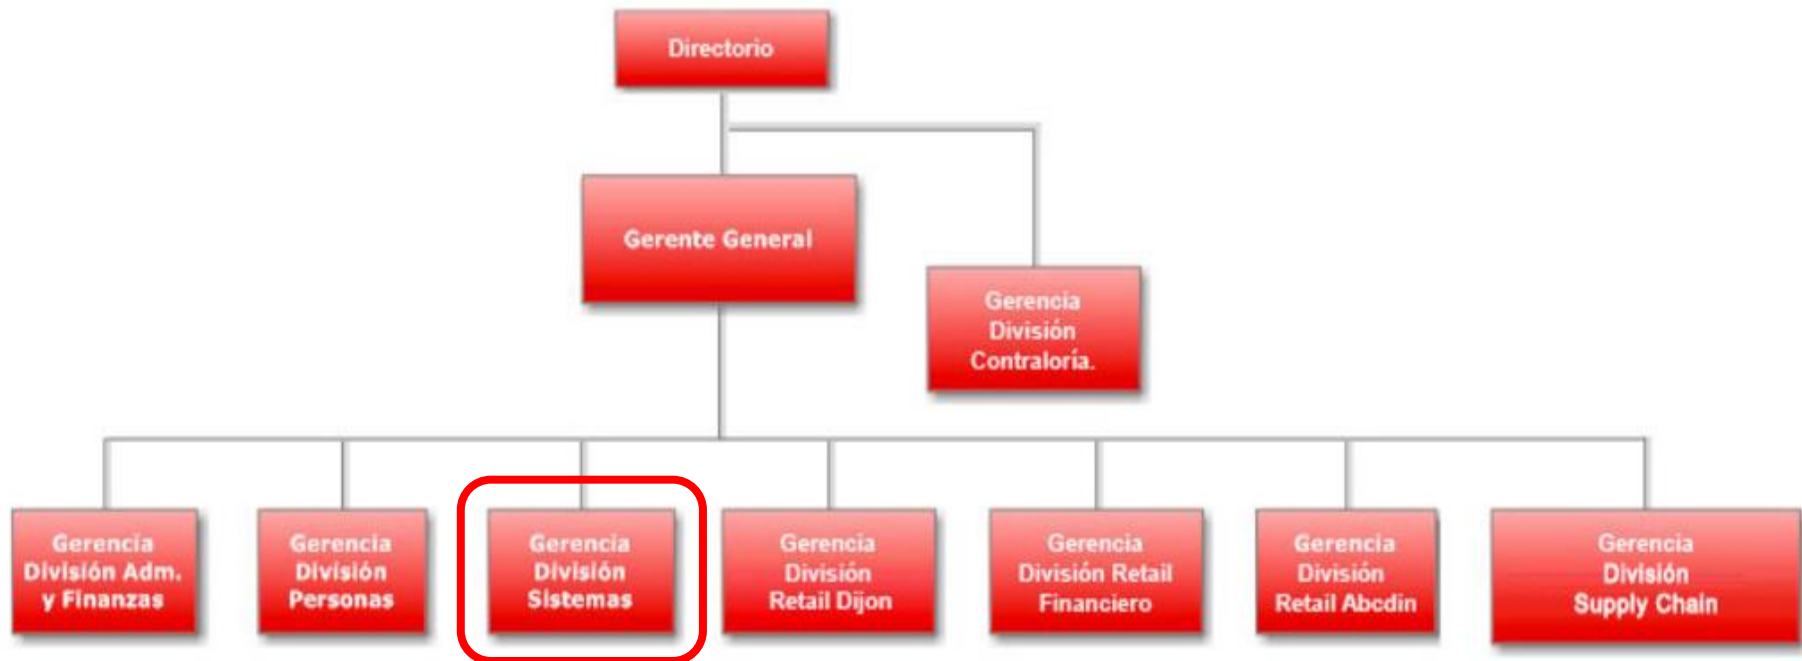 Directorio
Gerente General
Gerencia
División
Contraloría.
Gerencia
División Adm.
y Finanzas
Gerencia
División
Personas
Gerencia
División
Sistemas
Gerencia
División
Retail Dijon
Gerencia
División Retail
Financiero
Gerencia
División
Retail Abcdin
Gerencia
División
Supply Chain